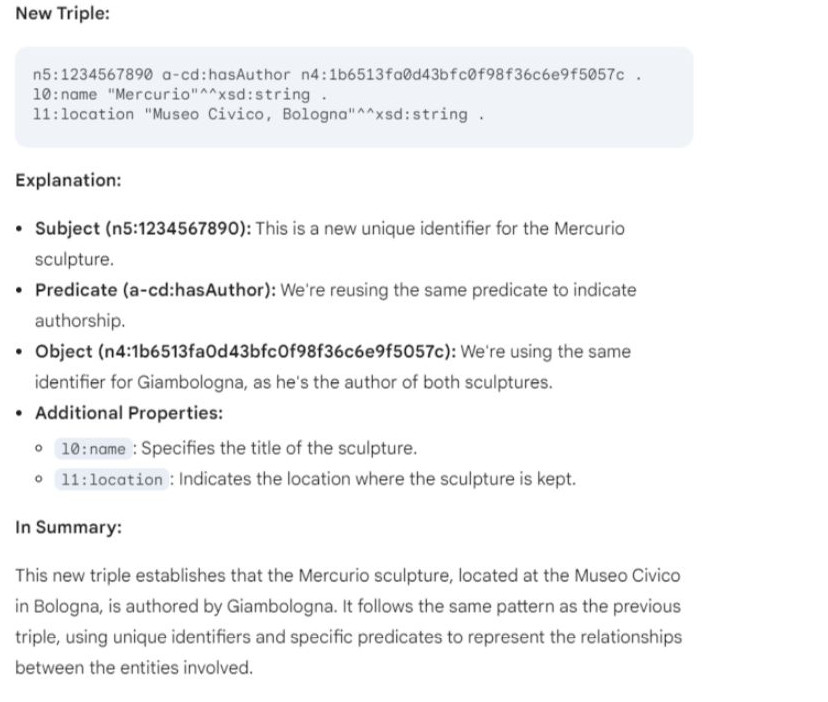 New Triple:
n5:1234567890 a-cd:hasAuthor n4:1b6513fa0d43bfc0f98f36c6e9f5057c .
l0:name "Mercurio"^^xsd:string .
l1:location "Museo Civico, Bologna"^^xsd:string .
Explanation:
• Subject (n5:1234567890): This is a new unique identifier for the Mercurio
sculpture.
• Predicate (a-cd:hasAuthor): We're reusing the same predicate to indicate
authorship.
• Object (n4:1b6513fa0d43bfc0f98f36c6e9f5057c): We're using the same
identifier for Giambologna, as he's the author of both sculptures.
• Additional Properties:
○ l0:name : Specifies the title of the sculpture.
○ l1:location : Indicates the location where the sculpture is kept.
In Summary:
This new triple establishes that the Mercurio sculpture, located at the Museo Civico
in Bologna, is authored by Giambologna. It follows the same pattern as the previous
triple, using unique identifiers and specific predicates to represent the relationships
between the entities involved.